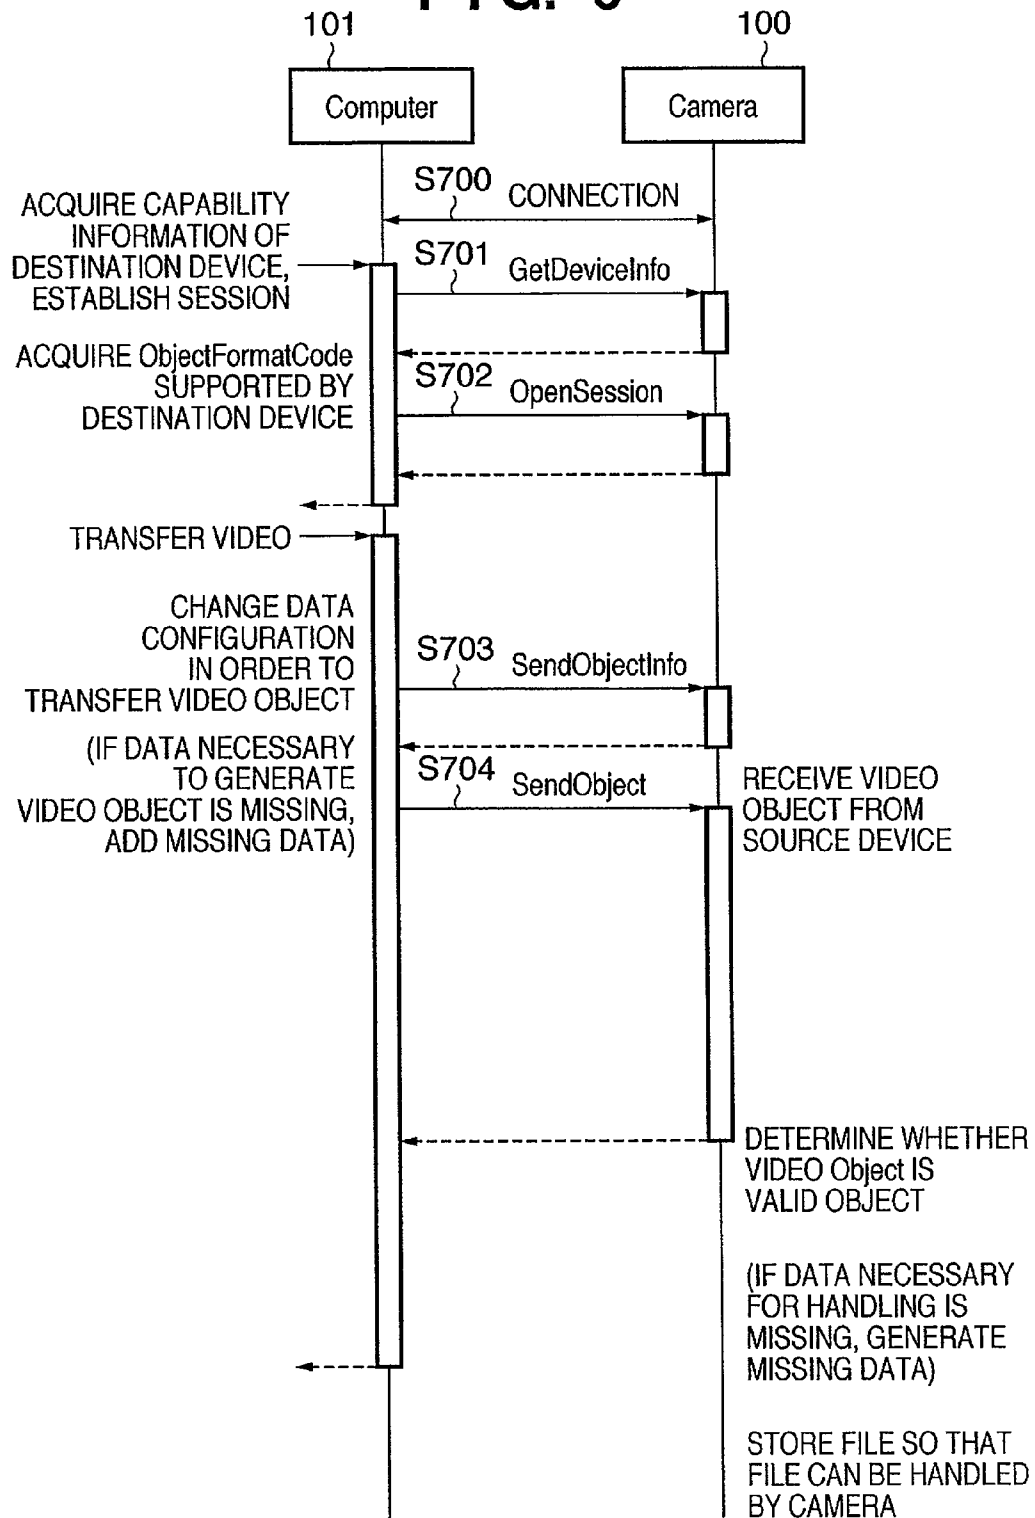 101
100
Computer
Camera
S700
CONNECTION
ACQUIRE CAPABILITY
INFORMATION OF
DESTINATION DEVICE,
ESTABLISH SESSION
S701
GetDeviceInfo
ACQUIRE ObjectFormatCode
SUPPORTED BY
DESTINATION DEVICE
S702
OpenSession
TRANSFER VIDEO
CHANGE DATA
CONFIGURATION
IN ORDER TO
TRANSFER VIDEO OBJECT
S703
SendObjectInfo
(IF DATA NECESSARY
TO GENERATE
VIDEO OBJECT IS MISSING,
ADD MISSING DATA)
S704
SendObject
RECEIVE VIDEO
OBJECT FROM
SOURCE DEVICE
DETERMINE WHETHER
VIDEO Object IS
VALID OBJECT
(IF DATA NECESSARY
FOR HANDLING IS
MISSING, GENERATE
MISSING DATA)
STORE FILE SO THAT
FILE CAN BE HANDLED
BY CAMERA